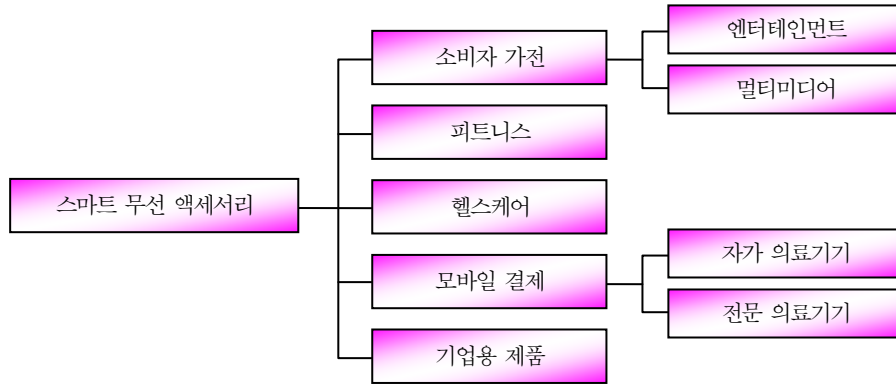 스마트 무선 액세서리
소비자 가전
엔터테인먼트
멀티미디어
피트니스
헬스케어
모바일 결제
자가 의료기기
전문 의료기기
기업용 제품